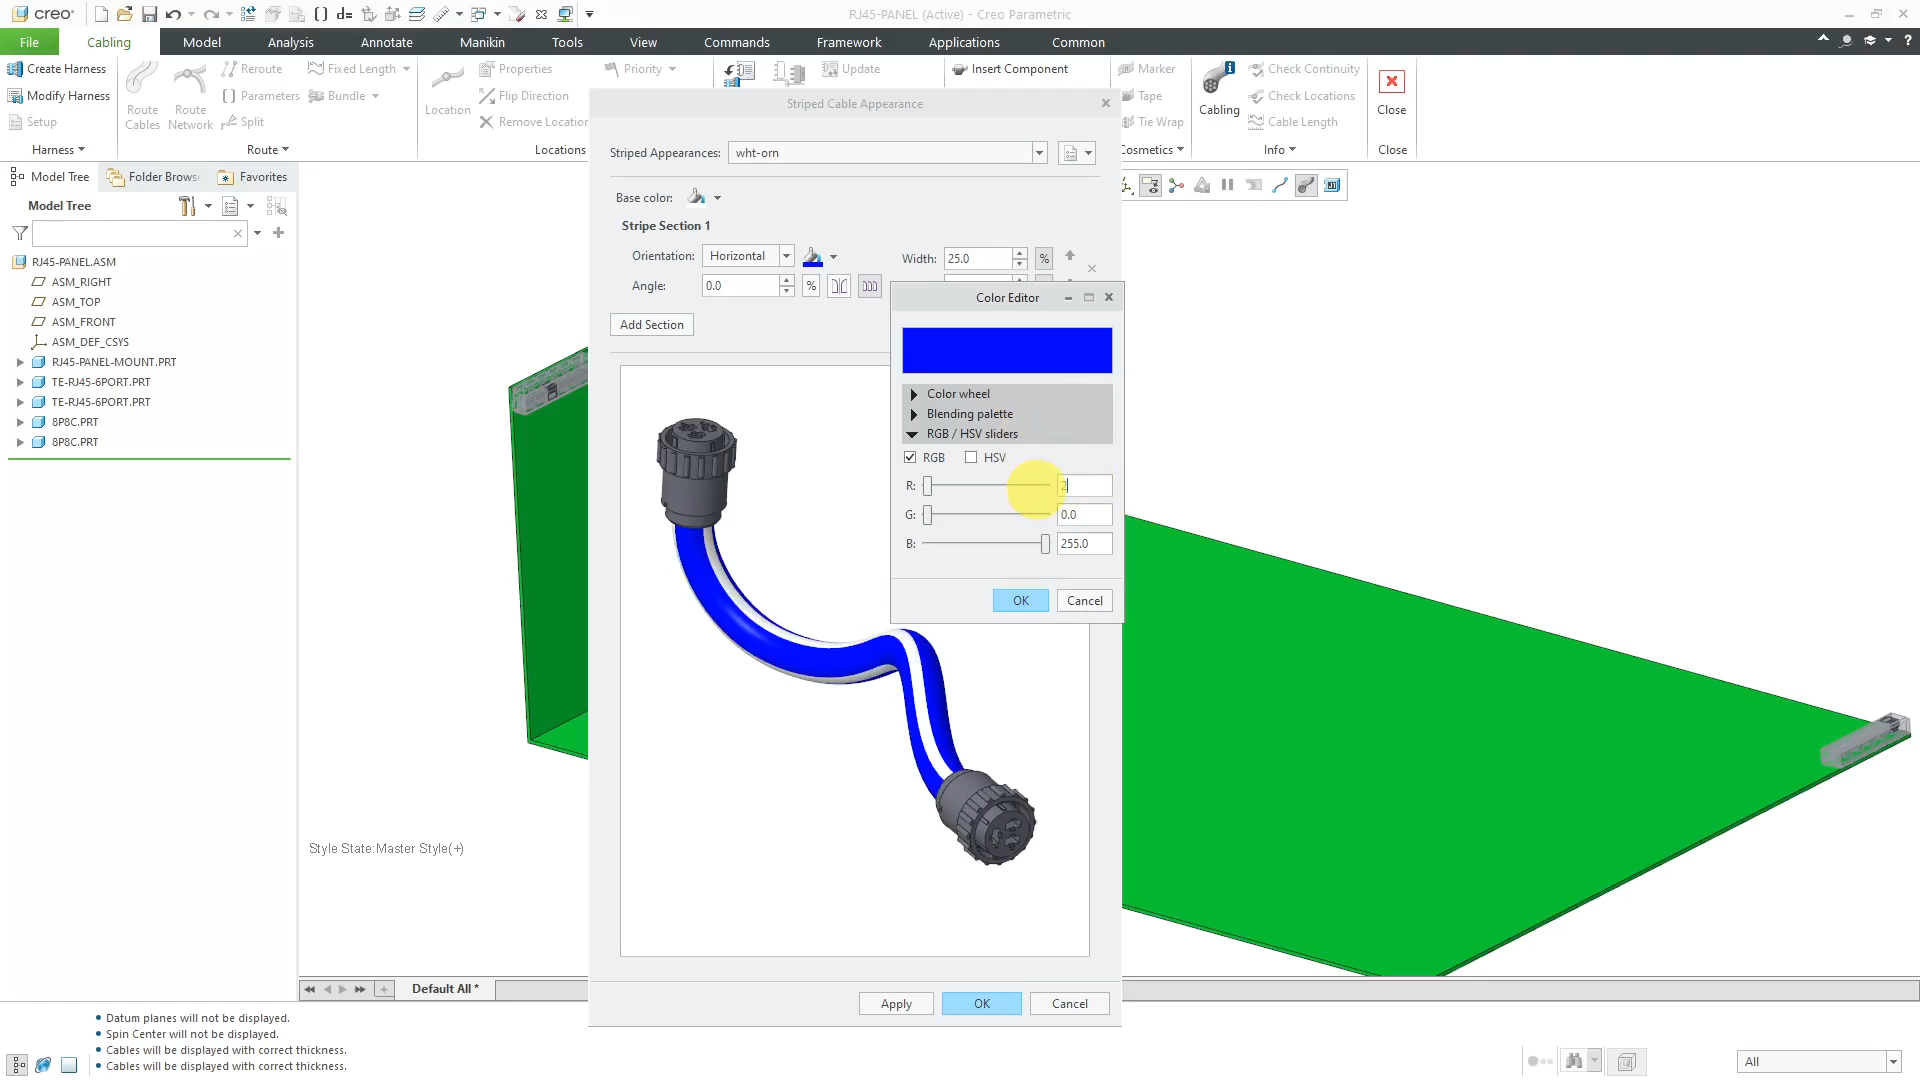 creo
RJ45-PANEL (Active) - Creo Parametric
File
Cabling
Model
Analysis
Annotate
Manikin
Tools
View
Commands
Framework
Applications
Common
Create Harness
Modify Harness
Setup
Harness
Route Cables
Route Network
Reroute
Parameters
Split
Fixed Length
Bundle
Route
Location
Properties
Flip Direction
Remove Location
Locations
Priority
Update
Insert Component
Marker
Tape
Tie Wrap
Cosmetics
Cabling
Check Continuity
Check Locations
Cable Length
Info
Close
Close
Model Tree
Folder Brows
Favorites
Model Tree
RJ45-PANEL.ASM
ASM_RIGHT
ASM_TOP
ASM_FRONT
ASM_DEF_CSYS
RJ45-PANEL-MOUNT.PRT
TE-RJ45-6PORT.PRT
TE-RJ45-6PORT.PRT
8P8C.PRT
8P8C.PRT
Striped Cable Appearance
Striped Appearances: wht-orn
Base color:
Stripe Section 1
Orientation: Horizontal
Width: 25.0 %
Angle: 0.0 %
Add Section
Color Editor
Color wheel
Blending palette
RGB / HSV sliders
RGB HSV
R: 2
G: 0.0
B: 255.0
OK Cancel
Apply OK Cancel
Style State:Master Style(+)
Default All *
• Datum planes will not be displayed.
• Spin Center will not be displayed.
• Cables will be displayed with correct thickness.
• Cables will be displayed with correct thickness.
All